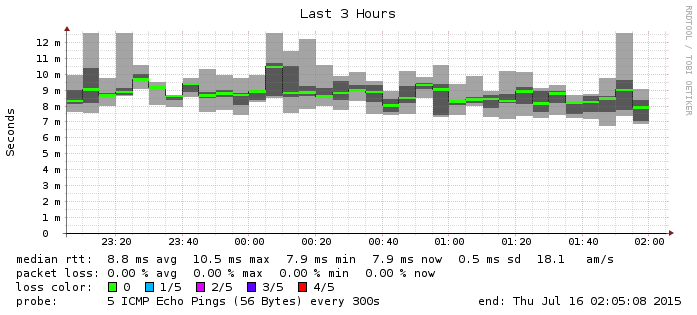 Last 3 Hours
RRDTOOL / TOBI OETIKER
Seconds
12 m
11 m
10 m
9 m
8 m
7 m
6 m
5 m
4 m
3 m
2 m
1 m
0
23:20 23:40 00:00 00:20 00:40 01:00 01:20 01:40 02:00
median rtt: 8.8 ms avg 10.5 ms max 7.9 ms min 7.9 ms now 0.5 ms sd 18.1 am/s
packet loss: 0.00 % avg 0.00 % max 0.00 % min 0.00 % now
loss color: 0 1/5 2/5 3/5 4/5
probe: 5 ICMP Echo Pings (56 Bytes) every 300s end: Thu Jul 16 02:05:08 2015